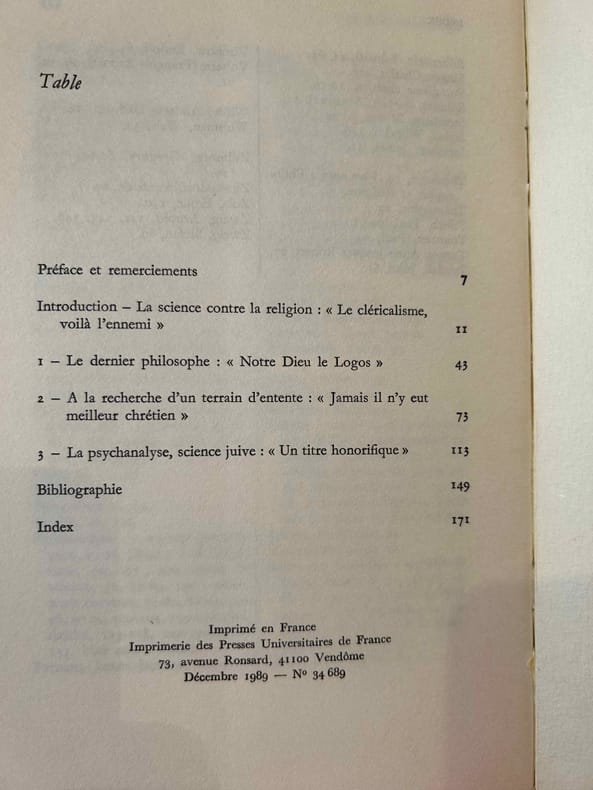 Table
Préface et remerciements 7
Introduction – La science contre la religion : « Le cléricalisme,
voilà l'ennemi » 11
1 – Le dernier philosophe : « Notre Dieu le Logos » 43
2 – A la recherche d'un terrain d'entente : « Jamais il n'y eut
meilleur chrétien » 73
3 – La psychanalyse, science juive : « Un titre honorifique » 113
Bibliographie 149
Index 171
Imprimé en France
Imprimerie des Presses Universitaires de France
73, avenue Ronsard, 41100 Vendôme
Décembre 1989 — Nº 34 689